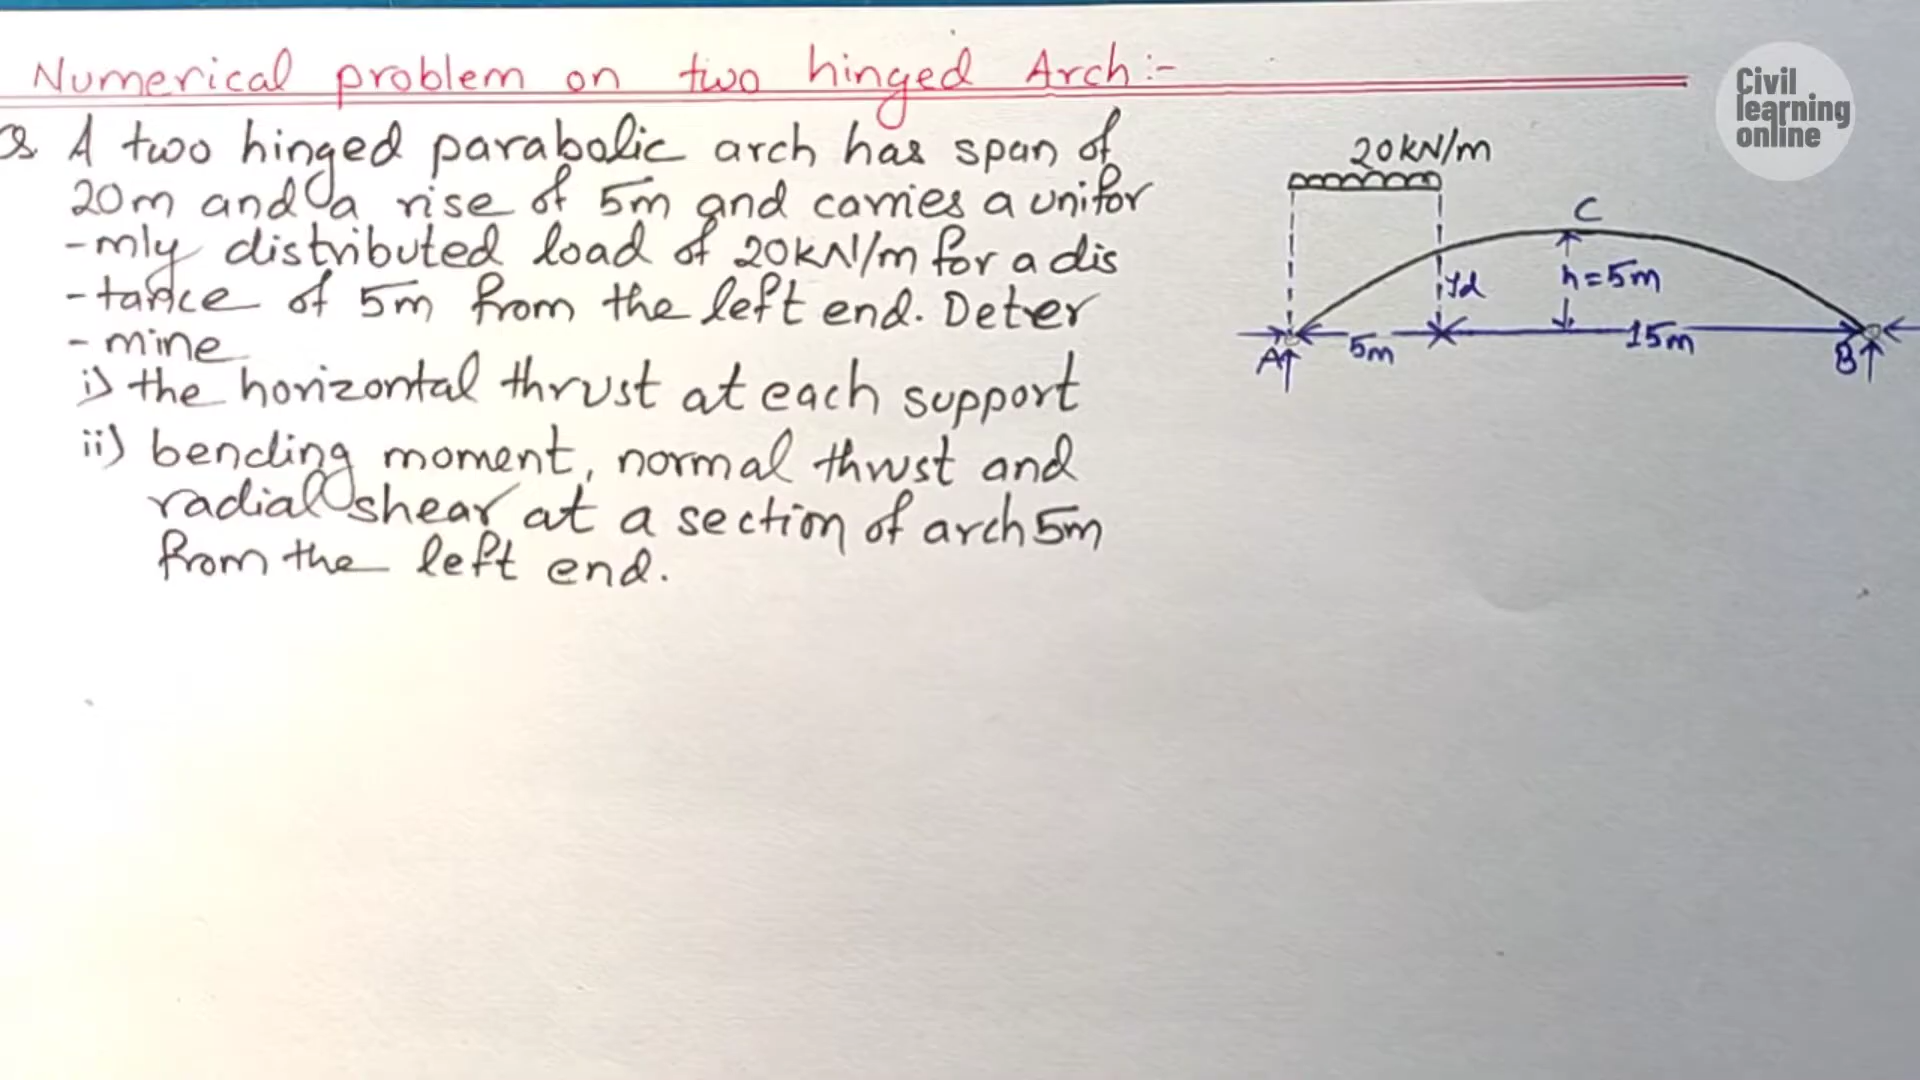 Numerical problem on two hinged Arch:-
Q. A two hinged parabolic arch has span of
20m and a rise of 5m and carries a unifor
-mly distributed load of 20kN/m for a dis
-tance of 5m from the left end. Deter
-mine
i) the horizontal thrust at each support
ii) bending moment, normal thrust and
radial shear at a section of arch 5m
from the left end.
Civil
learning
online
20kN/m
C
yd
h=5m
A
5m
15m
B